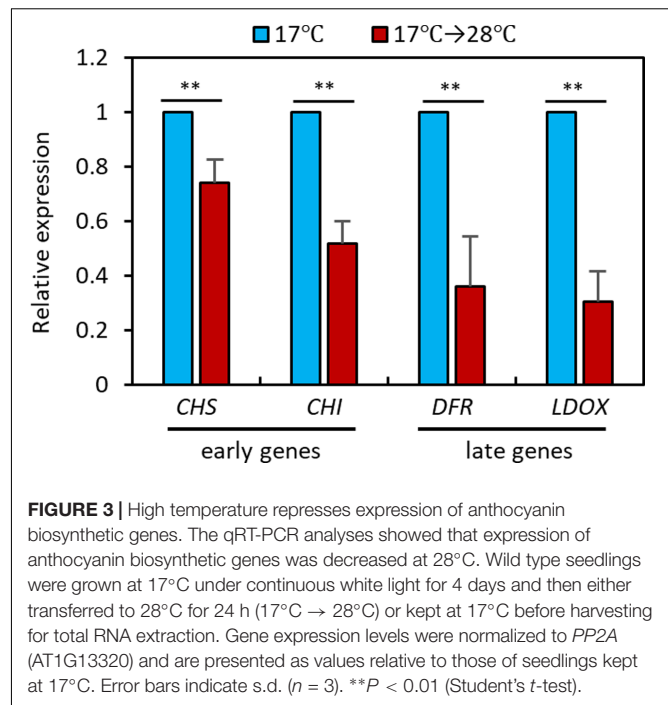 17°C 17°C→28°C
1.2
1
0.8
0.6
0.4
0.2
0
Relative expression
** ** ** **
CHS CHI DFR LDOX
early genes late genes
FIGURE 3 | High temperature represses expression of anthocyanin
biosynthetic genes. The qRT-PCR analyses showed that expression of
anthocyanin biosynthetic genes was decreased at 28°C. Wild type seedlings
were grown at 17°C under continuous white light for 4 days and then either
transferred to 28°C for 24 h (17°C → 28°C) or kept at 17°C before harvesting
for total RNA extraction. Gene expression levels were normalized to PP2A
(AT1G13320) and are presented as values relative to those of seedlings kept
at 17°C. Error bars indicate s.d. (n = 3). **P < 0.01 (Student's t-test).